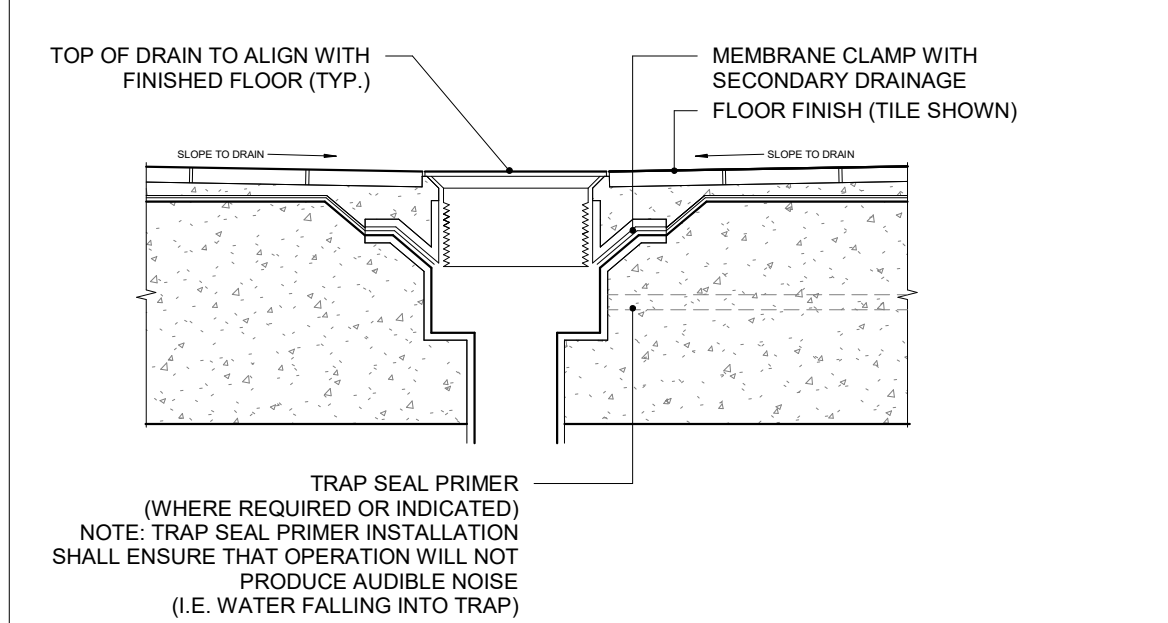 TOP OF DRAIN TO ALIGN WITH
FINISHED FLOOR (TYP.)
MEMBRANE CLAMP WITH
SECONDARY DRAINAGE
FLOOR FINISH (TILE SHOWN)
SLOPE TO DRAIN
SLOPE TO DRAIN
TRAP SEAL PRIMER
(WHERE REQUIRED OR INDICATED)
NOTE: TRAP SEAL PRIMER INSTALLATION
SHALL ENSURE THAT OPERATION WILL NOT
PRODUCE AUDIBLE NOISE
(I.E. WATER FALLING INTO TRAP)